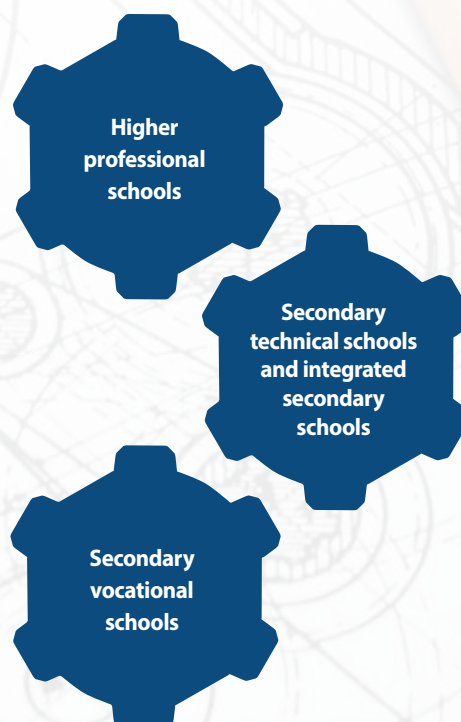 Higher
professional
schools
Secondary
technical schools
and integrated
secondary
schools
Secondary
vocational
schools